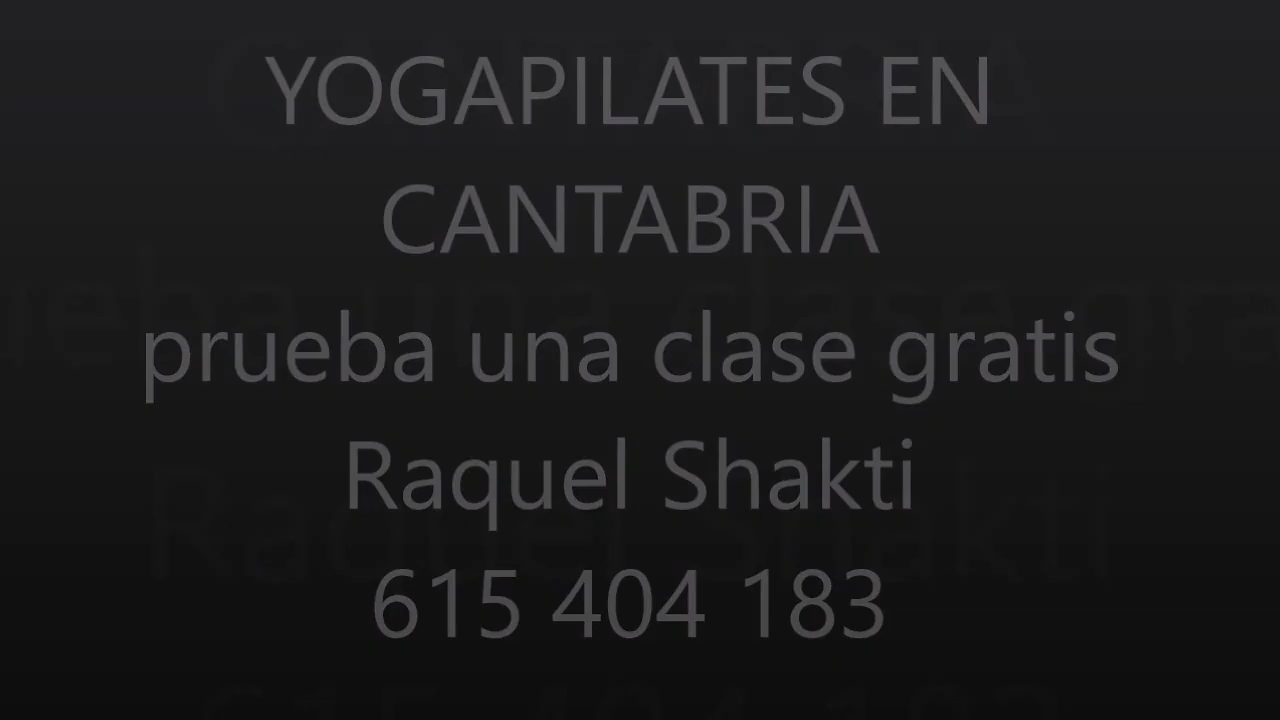 YOGAPILATES EN
CANTABRIA
prueba una clase gratis
Raquel Shakti
615 404 183